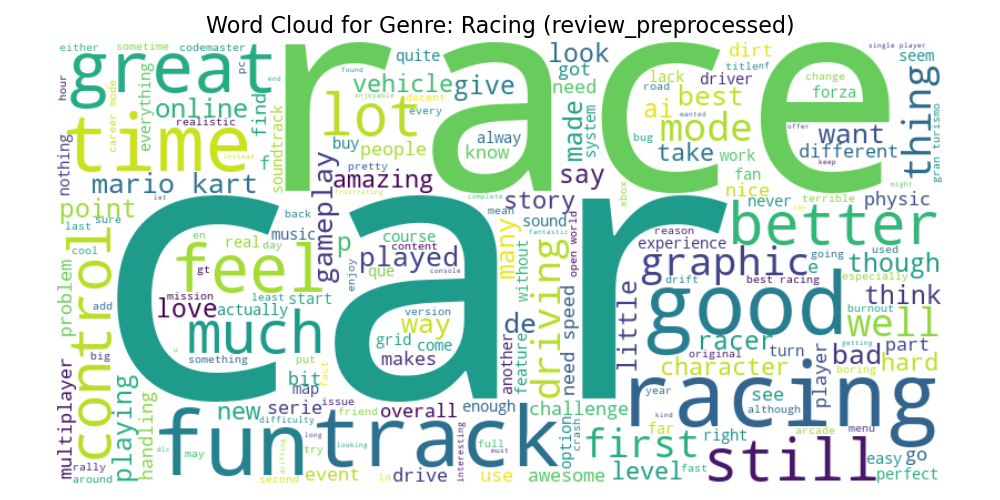 Word Cloud for Genre: Racing (review_preprocessed)
either sometime codemaster
great race
quite look dirt title nf single player
hour pc end
found
vehicle give got lack driver seem
everything career mode
online find need change
realistic
enjoyable decent
best forza
road
time lot every made system ai wanted bug offer
mode want thing
soundtrack f
buy people alway
know take work different keep
gran turismo
nothing instead pretty
amazing say fan
mario kart let frustrating xbox nice never terrible might
gameplay complete story physic
point car better
last sure back mean sound
fantastic
music many reason
cool en real day p course content played without experience going used
control feel enjoy que console open world graphic e though
problem gt drift best racing especially
mission love least start version good burnout think
add actually
much way de driving need speed little well
u something grid come racer turn getting part
big put makes another feature original bad boring hard
fact bit map character player
multiplayer playing handling new serie issue overall enough challenge year see racing
friend although kind
fun track first far right arcade menu go
difficulty
rally may drifting long try looking full must crash option still easy
dlc event la drive interesting level fast
around second use awesome perfect